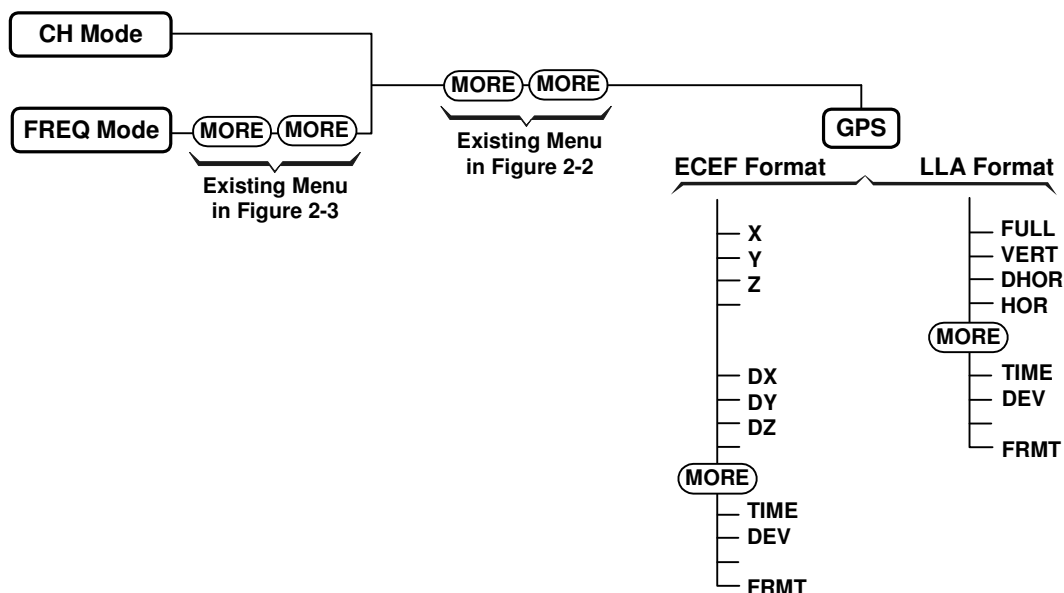 CH Mode
FREQ Mode
MORE MORE
Existing Menu
in Figure 2-3
MORE MORE
Existing Menu
in Figure 2-2
GPS
ECEF Format
X
Y
Z
DX
DY
DZ
MORE
TIME
DEV
FRMT
LLA Format
FULL
VERT
DHOR
HOR
MORE
TIME
DEV
FRMT